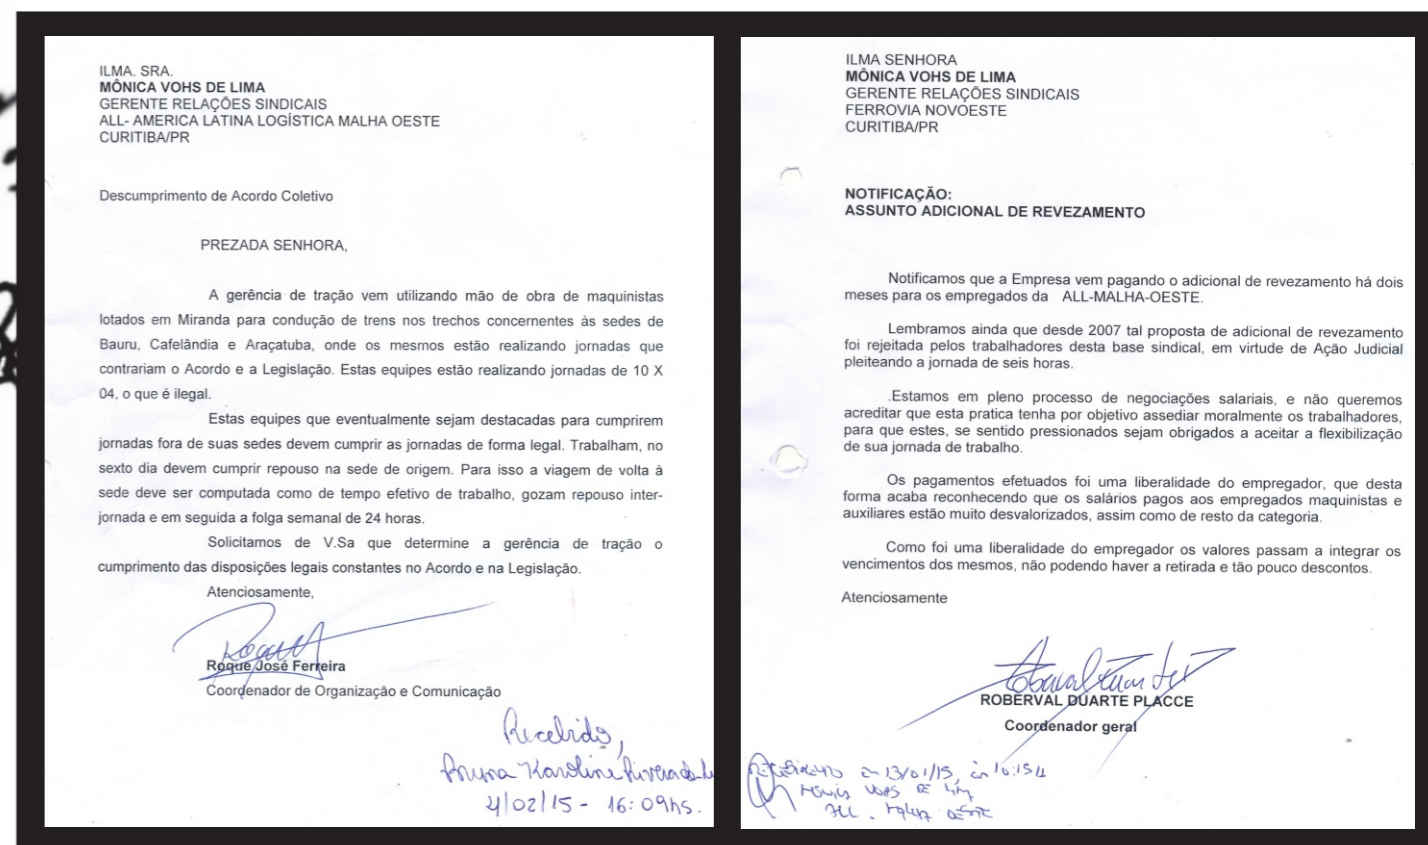 ILMA. SRA.
MÔNICA VOHS DE LIMA
GERENTE RELAÇÕES SINDICAIS
ALL- AMERICA LATINA LOGÍSTICA MALHA OESTE
CURITIBA/PR
Descumprimento de Acordo Coletivo
PREZADA SENHORA,
A gerência de tração vem utilizando mão de obra de maquinistas
lotados em Miranda para condução de trens nos trechos concernentes às sedes de
Bauru, Cafelândia e Araçatuba, onde os mesmos estão realizando jornadas que
contrariam o Acordo e a Legislação. Estas equipes estão realizando jornadas de 10 X
04, o que é ilegal.
Estas equipes que eventualmente sejam destacadas para cumprirem
jornadas fora de suas sedes devem cumprir as jornadas de forma legal. Trabalham, no
sexto dia devem cumprir repouso na sede de origem. Para isso a viagem de volta à
sede deve ser computada como de tempo efetivo de trabalho, gozam repouso inter-
jornada e em seguida a folga semanal de 24 horas.
Solicitamos de V.Sa que determine a gerência de tração o
cumprimento das disposições legais constantes no Acordo e na Legislação.
Atenciosamente,
Roque José Ferreira
Coordenador de Organização e Comunicação
Recebido,
Bruna Karoline Rivera
4/02/15 - 16:09hs.
ILMA SENHORA
MÔNICA VOHS DE LIMA
GERENTE RELAÇÕES SINDICAIS
FERROVIA NOVOESTE
CURITIBA/PR
NOTIFICAÇÃO:
ASSUNTO ADICIONAL DE REVEZAMENTO
Notificamos que a Empresa vem pagando o adicional de revezamento há dois
meses para os empregados da ALL-MALHA-OESTE.
Lembramos ainda que desde 2007 tal proposta de adicional de revezamento
foi rejeitada pelos trabalhadores desta base sindical, em virtude de Ação Judicial
pleiteando a jornada de seis horas.
.Estamos em pleno processo de negociações salariais, e não queremos
acreditar que esta pratica tenha por objetivo assediar moralmente os trabalhadores,
para que estes, se sentido pressionados sejam obrigados a aceitar a flexibilização
de sua jornada de trabalho.
Os pagamentos efetuados foi uma liberalidade do empregador, que desta
forma acaba reconhecendo que os salários pagos aos empregados maquinistas e
auxiliares estão muito desvalorizados, assim como de resto da categoria.
Como foi uma liberalidade do empregador os valores passam a integrar os
vencimentos dos mesmos, não podendo haver a retirada e tão pouco descontos.
Atenciosamente
ROBERVAL DUARTE PLACCE
Coordenador geral
13/01/15, 10:15
MÔNICA VOHS DE LIMA
ALL. MALHA OESTE